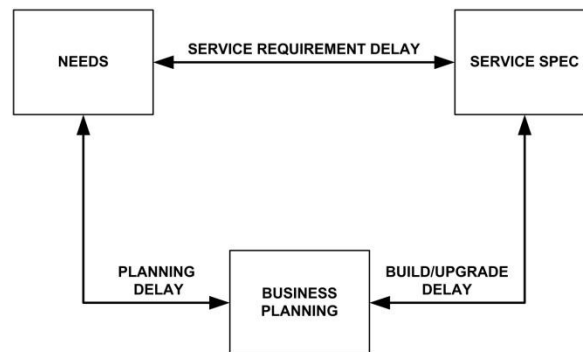 NEEDS
SERVICE REQUIREMENT DELAY
SERVICE SPEC
PLANNING
DELAY
BUSINESS
PLANNING
BUILD/UPGRADE
DELAY